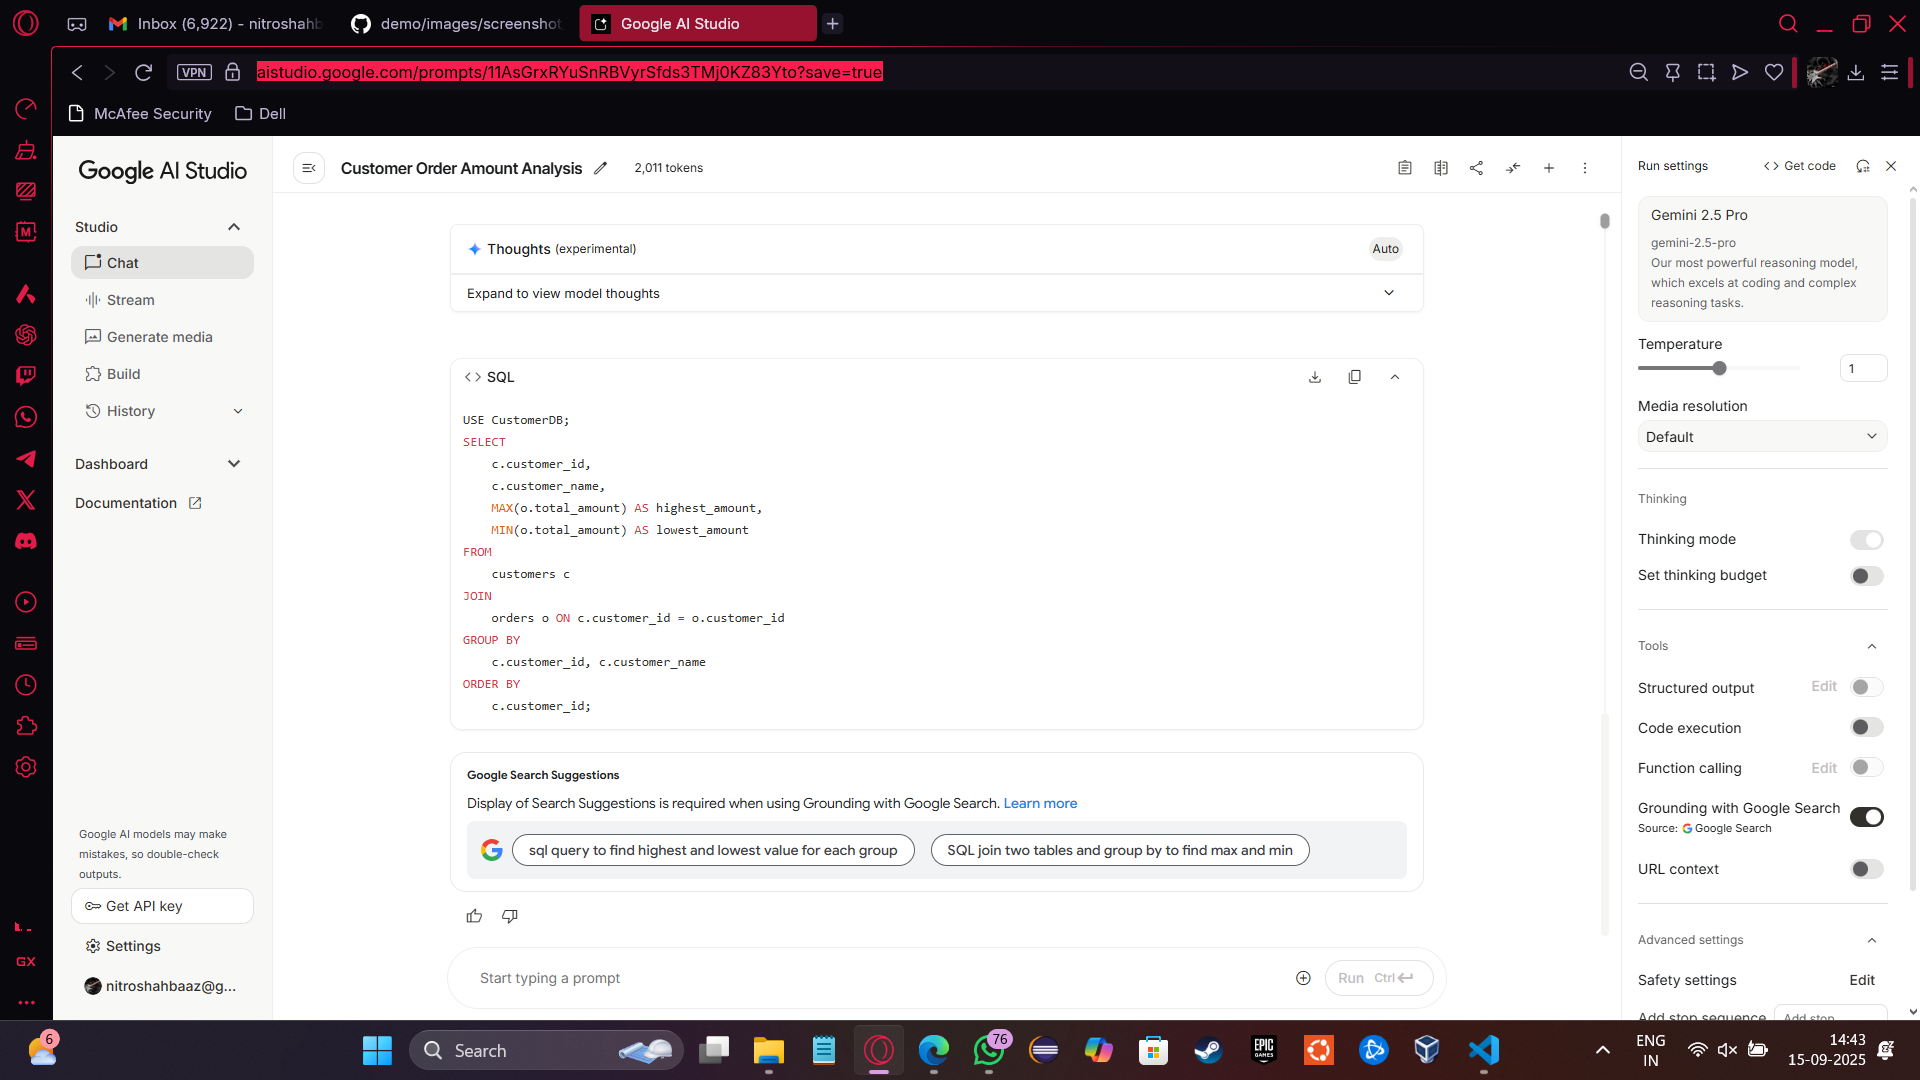 Inbox (6,922) - nitroshahb
demo/images/screenshot
Google AI Studio
VPN
aistudio.google.com/prompts/11AsGrxRYuSnRBVyrSfds3TMj0KZ83Yto?save=true
McAfee Security
Dell
Google AI Studio
Studio
Chat
Stream
Generate media
Build
History
Dashboard
Documentation
Google AI models may make
mistakes, so double-check
outputs.
Get API key
Settings
nitroshahbaaz@g...
GX
Customer Order Amount Analysis
2,011 tokens
Thoughts (experimental)
Auto
Expand to view model thoughts
SQL
USE CustomerDB;
SELECT
c.customer_id,
c.customer_name,
MAX(o.total_amount) AS highest_amount,
MIN(o.total_amount) AS lowest_amount
FROM
customers c
JOIN
orders o ON c.customer_id = o.customer_id
GROUP BY
c.customer_id, c.customer_name
ORDER BY
c.customer_id;
Google Search Suggestions
Display of Search Suggestions is required when using Grounding with Google Search. Learn more
sql query to find highest and lowest value for each group
SQL join two tables and group by to find max and min
Start typing a prompt
Run Ctrl
Run settings
Get code
Gemini 2.5 Pro
gemini-2.5-pro
Our most powerful reasoning model,
which excels at coding and complex
reasoning tasks.
Temperature
1
Media resolution
Default
Thinking
Thinking mode
Set thinking budget
Tools
Structured output
Edit
Code execution
Function calling
Edit
Grounding with Google Search
Source: Google Search
URL context
Advanced settings
Safety settings
Edit
Add stop sequence
Add stop
6
Search
76
EPIC
GAMES
ENG
IN
14:43
15-09-2025